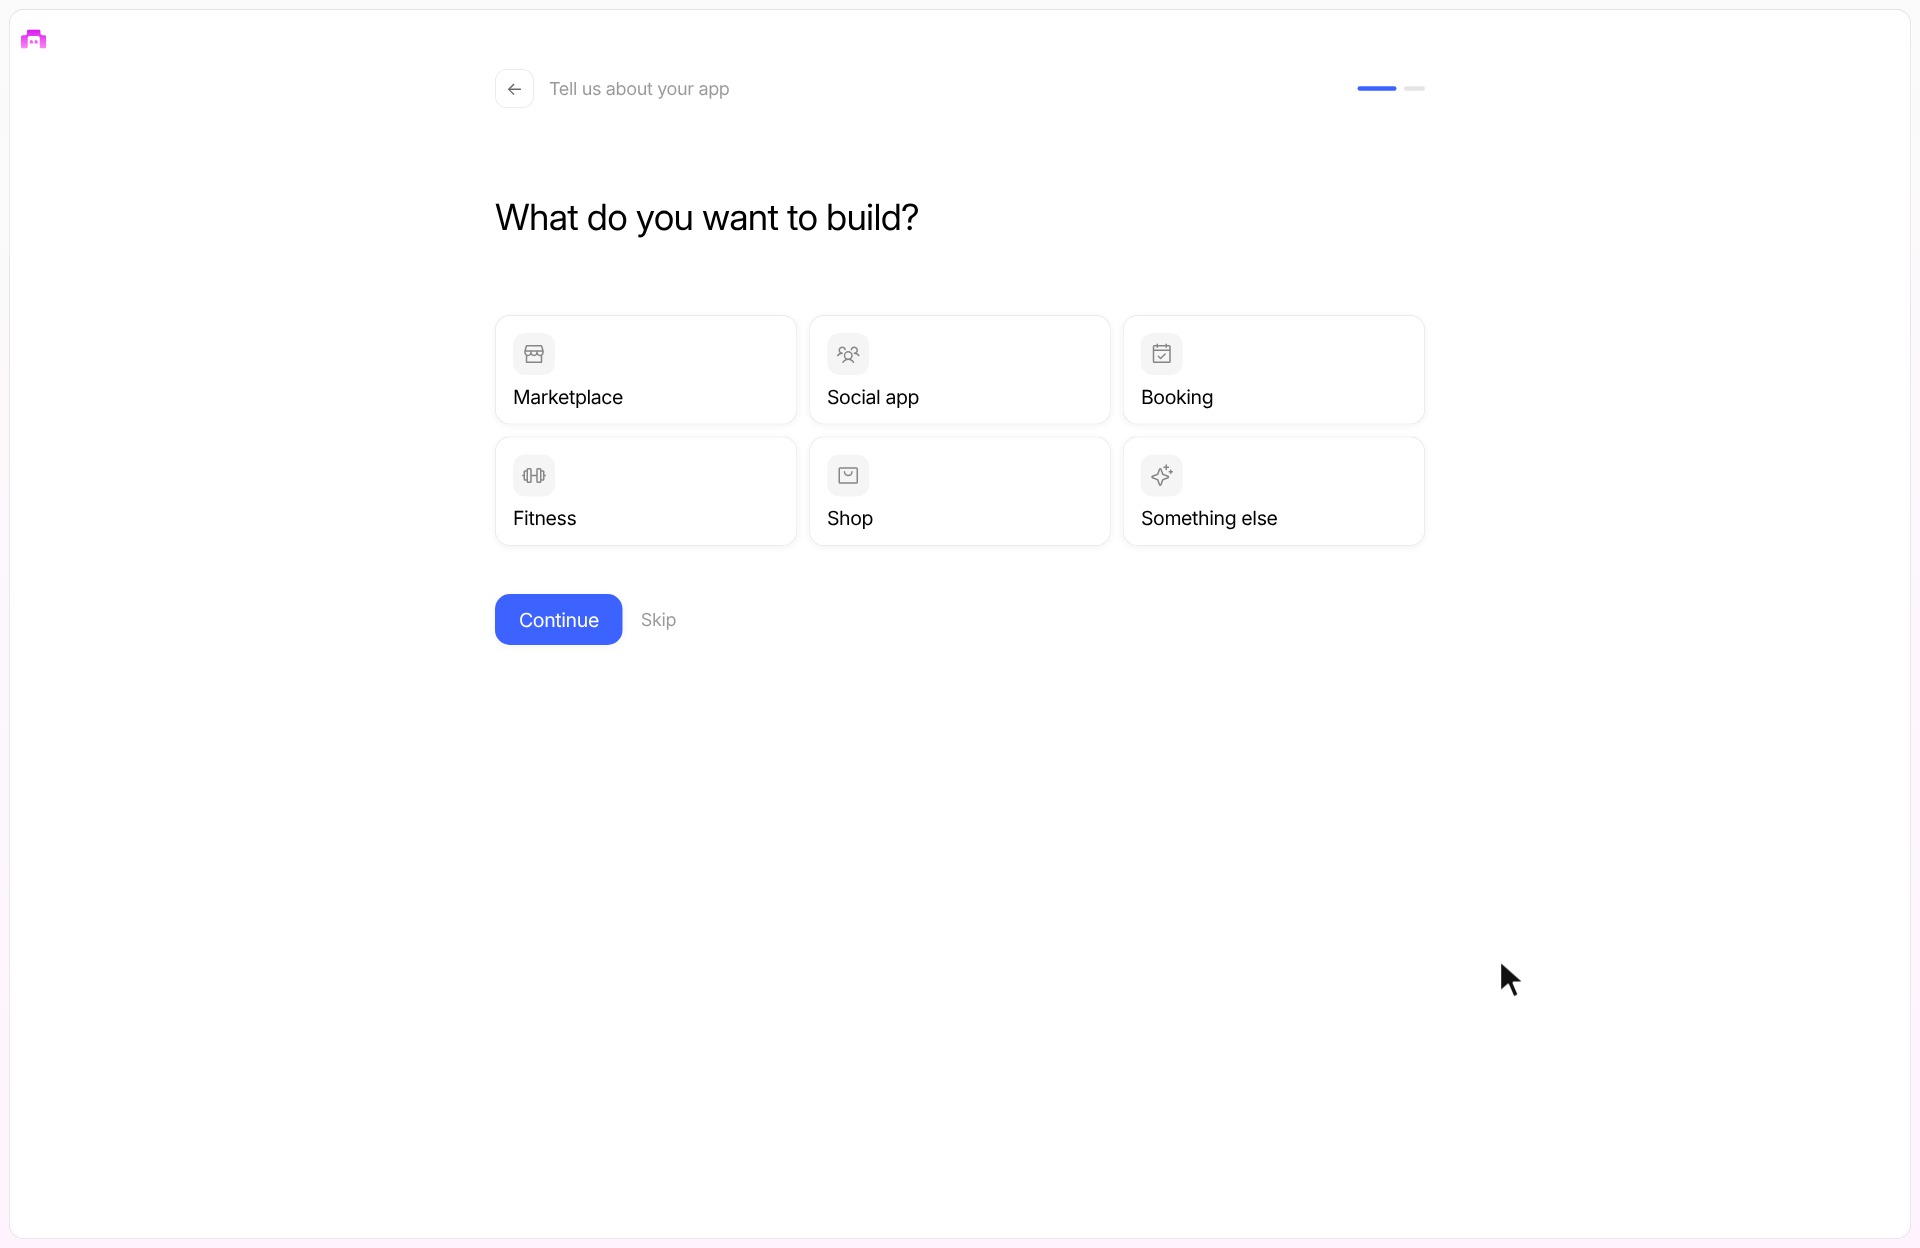 Tell us about your app
What do you want to build?
Marketplace
Social app
Booking
Fitness
Shop
Something else
Continue
Skip